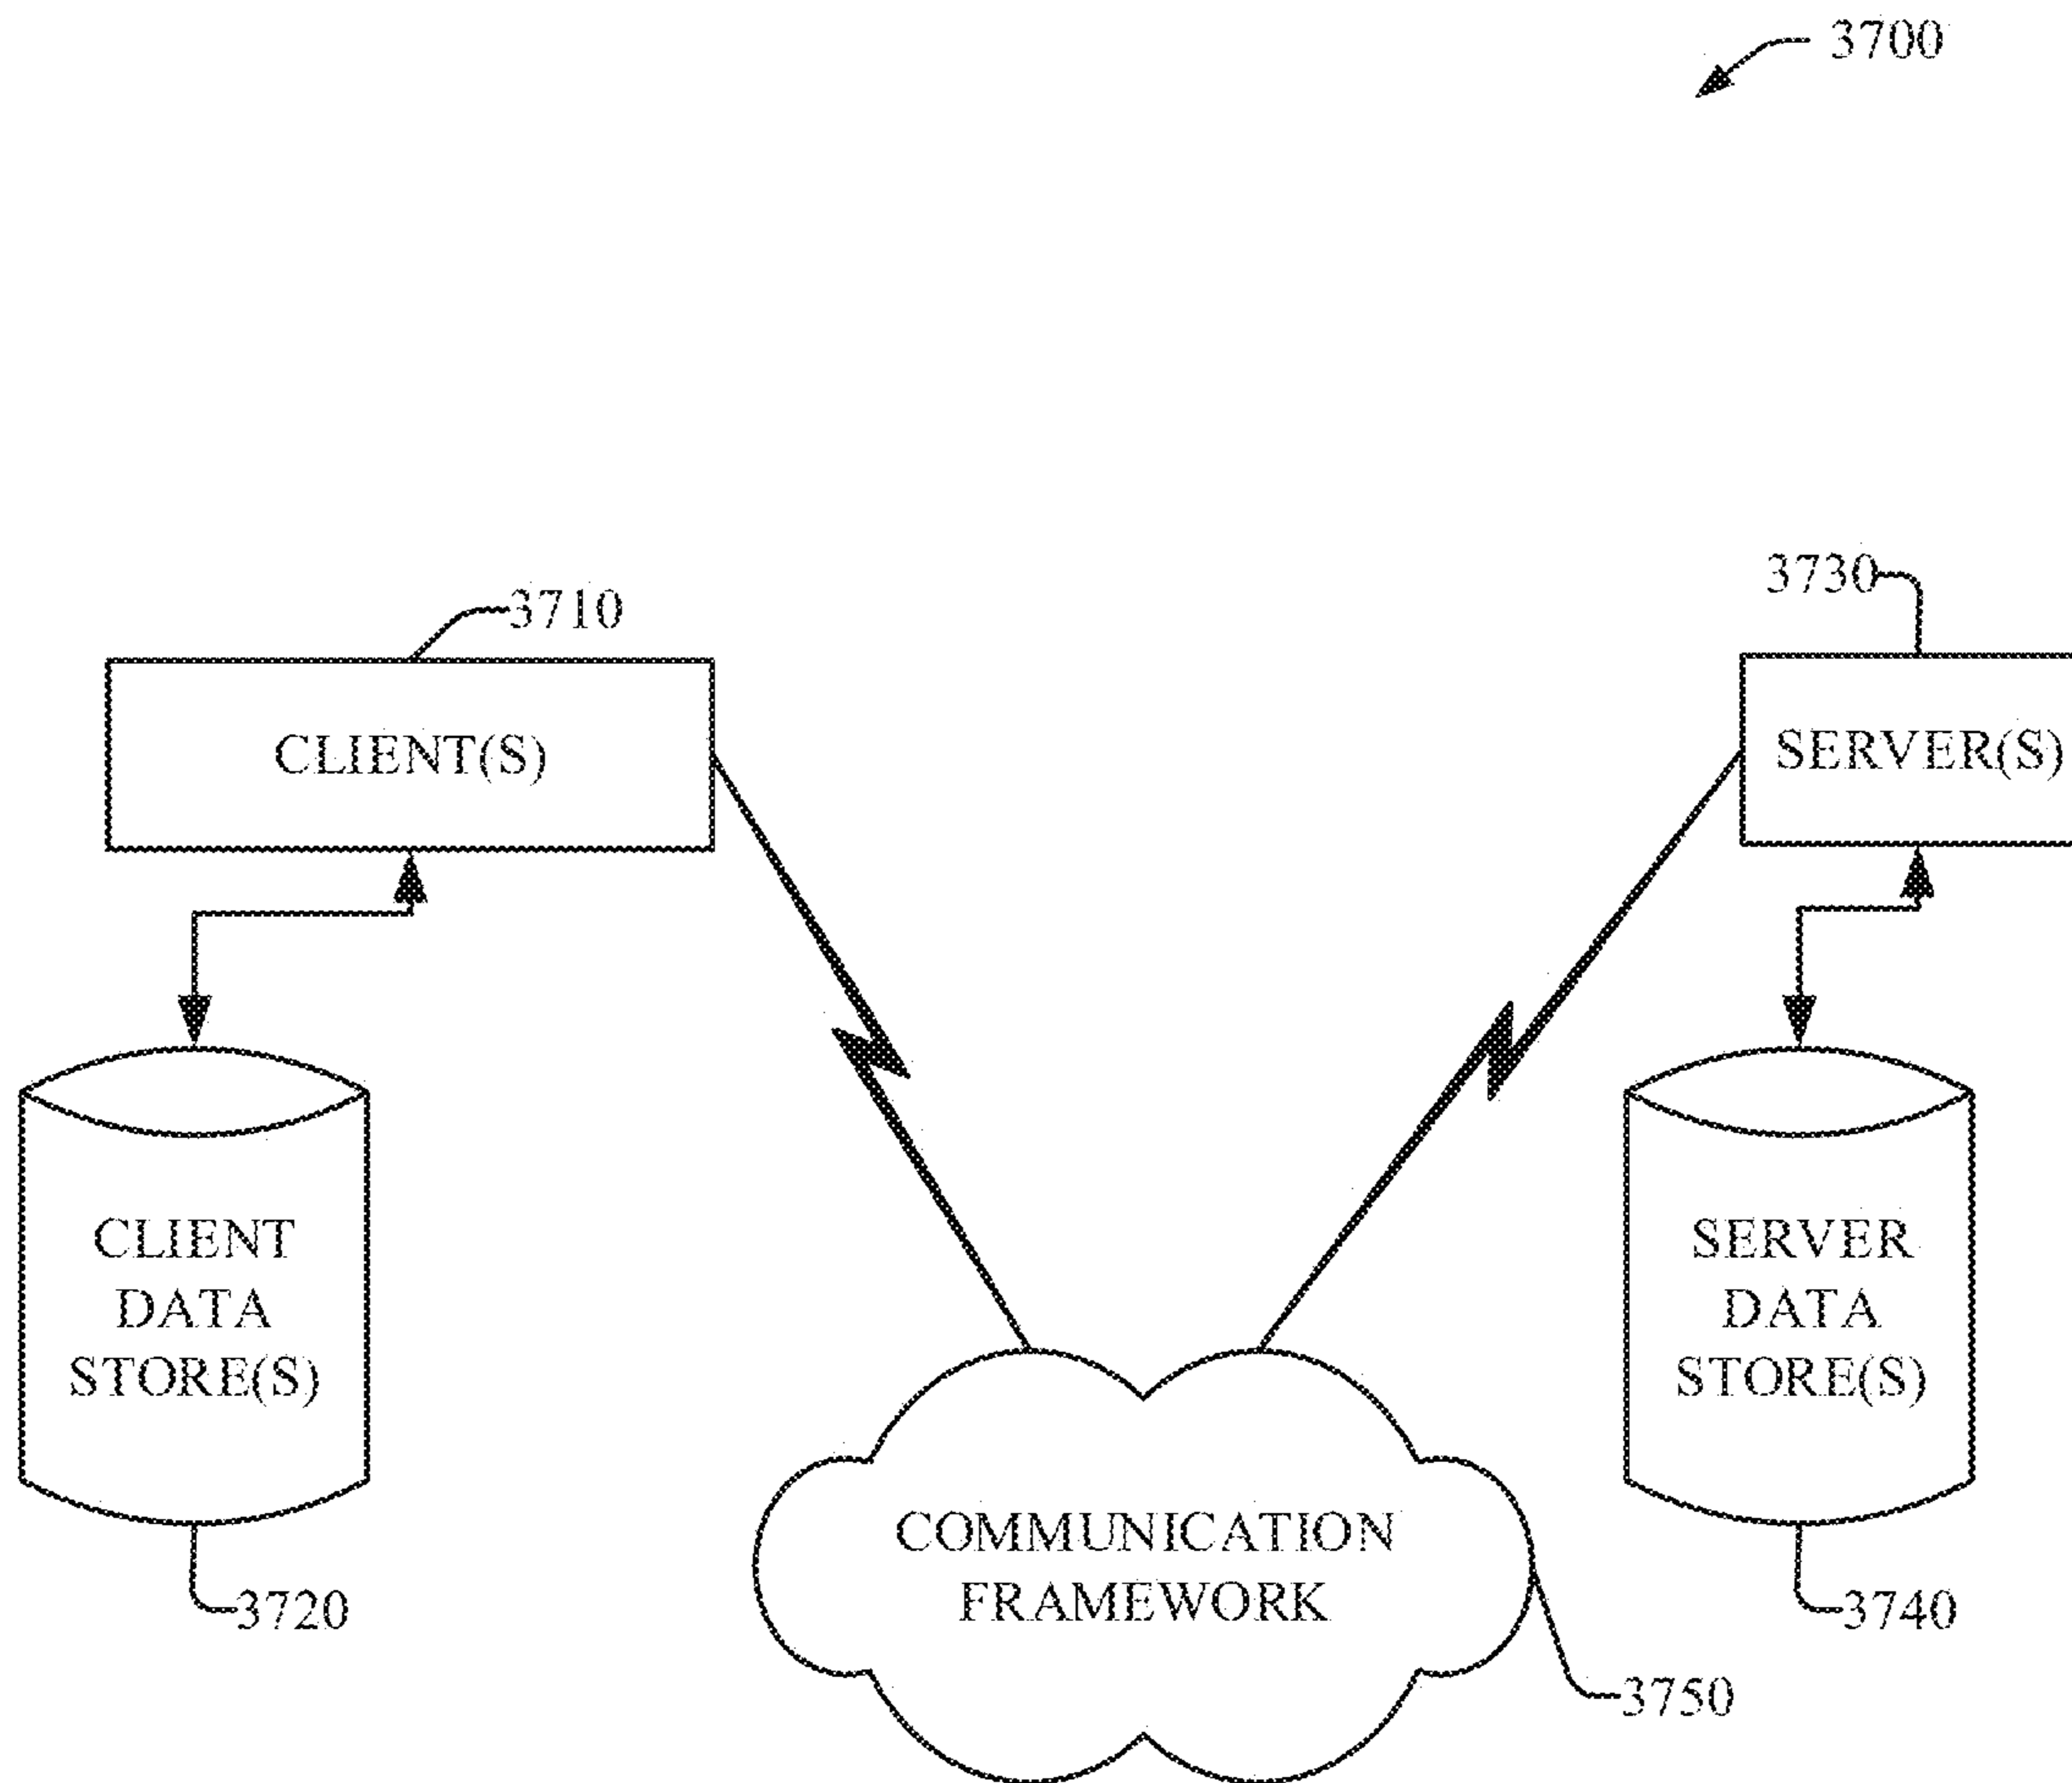 3700
3710
3730
CLIENT(S)
SERVER(S)
CLIENT
DATA
STORE(S)
SERVER
DATA
STORE(S)
COMMUNICATION
FRAMEWORK
3720
3740
3750